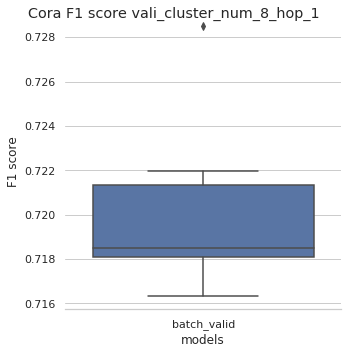 Cora F1 score vali_cluster_num_8_hop_1
0.728
0.726
0.724
0.722
0.720
0.718
0.716
F1 score
batch_valid
models